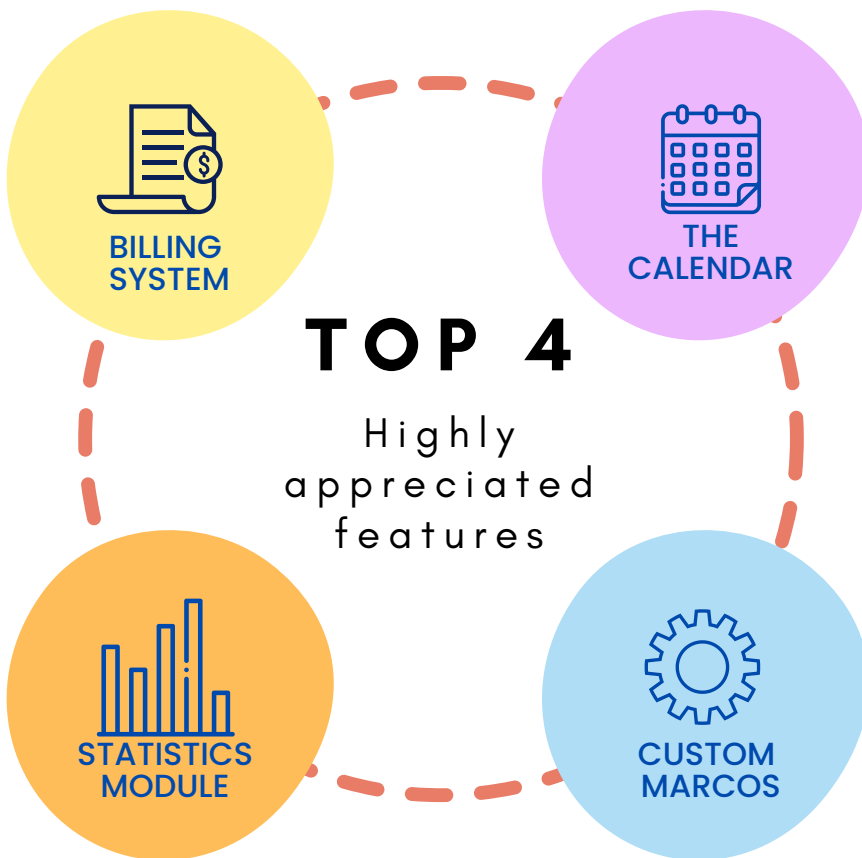 BILLING
SYSTEM
$
THE
CALENDAR
TOP 4
Highly
appreciated
features
STATISTICS
MODULE
CUSTOM
MARCOS